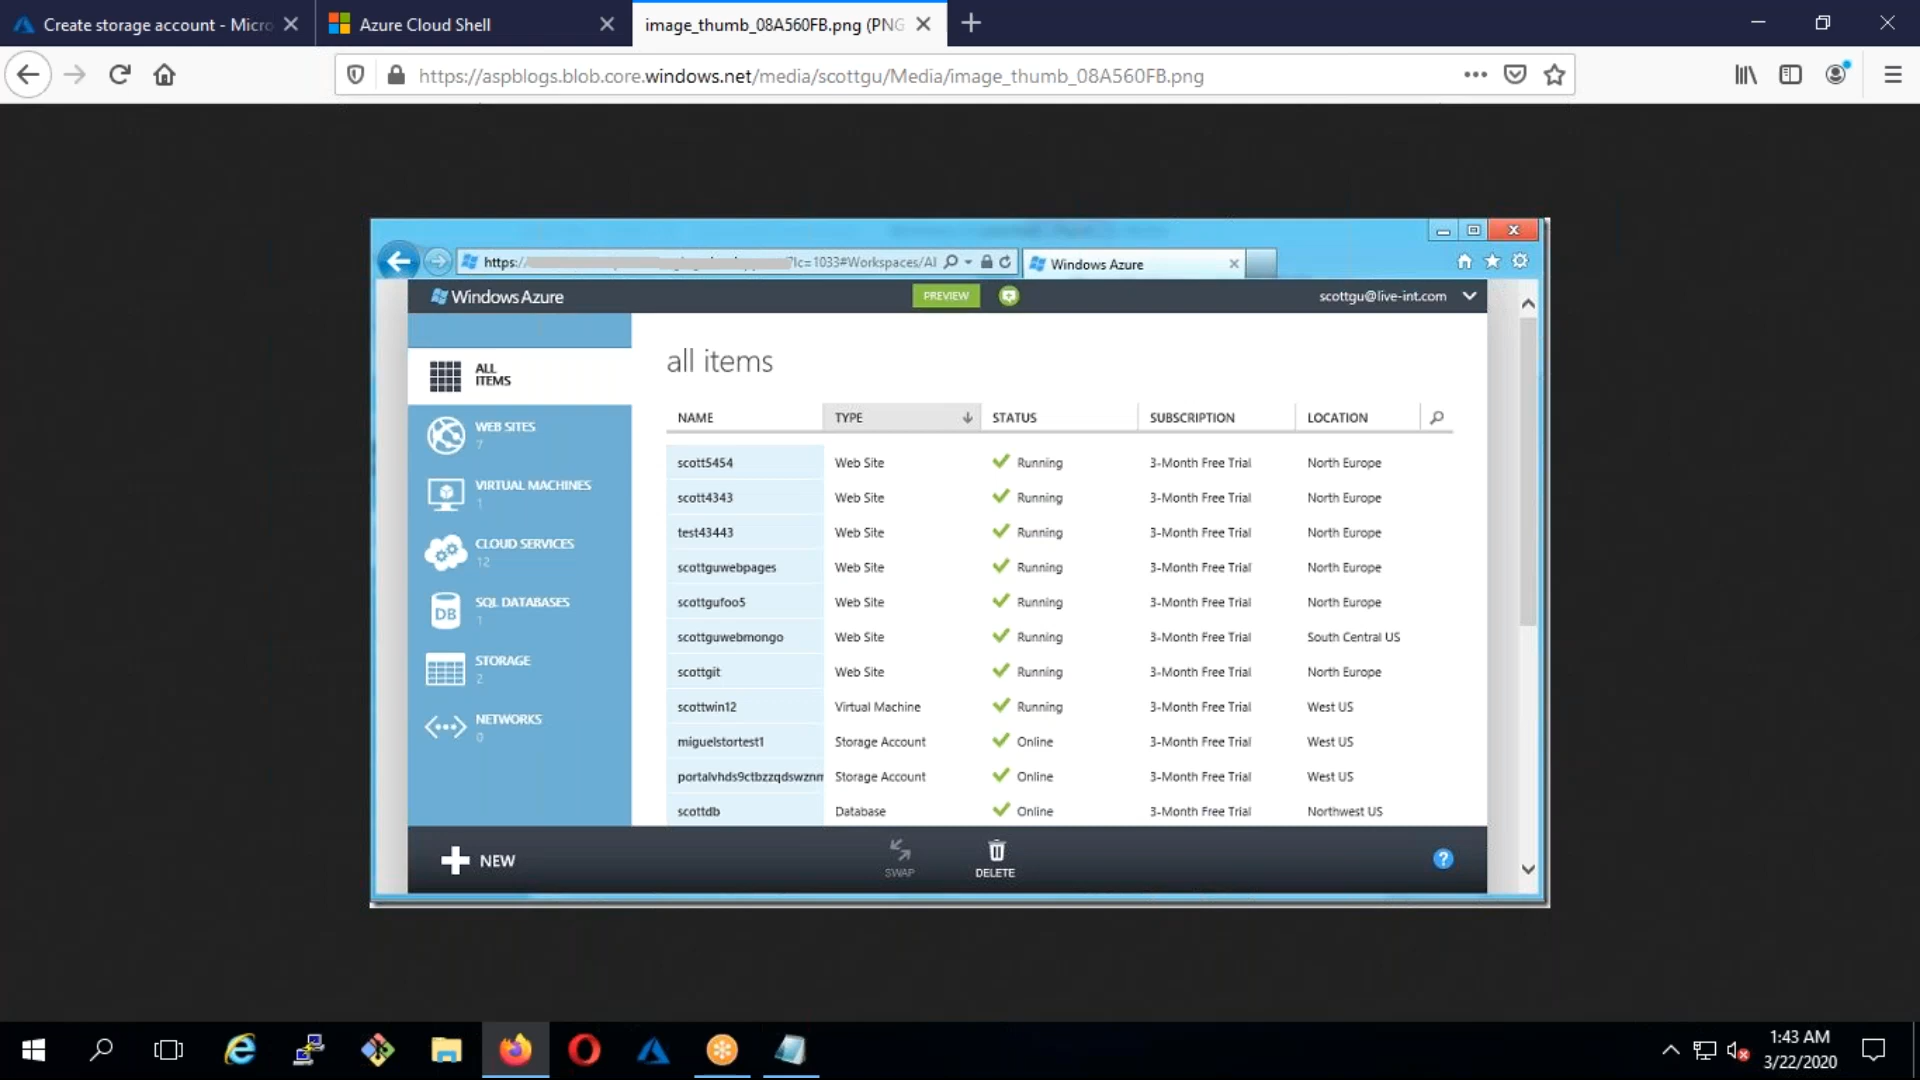 Create storage account - Micro
Azure Cloud Shell
image_thumb_08A560FB.png (PNG
https://aspblogs.blob.core.windows.net/media/scottgu/Media/image_thumb_08A560FB.png
https:/
?lc=1033#Workspaces/Al
Windows Azure
Windows Azure
PREVIEW
scottgu@live-int.com
ALL
ITEMS
WEB SITES
7
VIRTUAL MACHINES
1
CLOUD SERVICES
12
SQL DATABASES
1
DB
STORAGE
2
NETWORKS
0
all items
NAME TYPE STATUS SUBSCRIPTION LOCATION
scott5454 Web Site Running 3-Month Free Trial North Europe
scott4343 Web Site Running 3-Month Free Trial North Europe
test43443 Web Site Running 3-Month Free Trial North Europe
scottguwebpages Web Site Running 3-Month Free Trial North Europe
scottgufoo5 Web Site Running 3-Month Free Trial North Europe
scottguwebmongo Web Site Running 3-Month Free Trial South Central US
scottgit Web Site Running 3-Month Free Trial North Europe
scottwin12 Virtual Machine Running 3-Month Free Trial West US
miguelstortest1 Storage Account Online 3-Month Free Trial West US
portalvhds9ctbzzqdswznm Storage Account Online 3-Month Free Trial West US
scottdb Database Online 3-Month Free Trial Northwest US
NEW
SWAP
DELETE
?
1:43 AM
3/22/2020